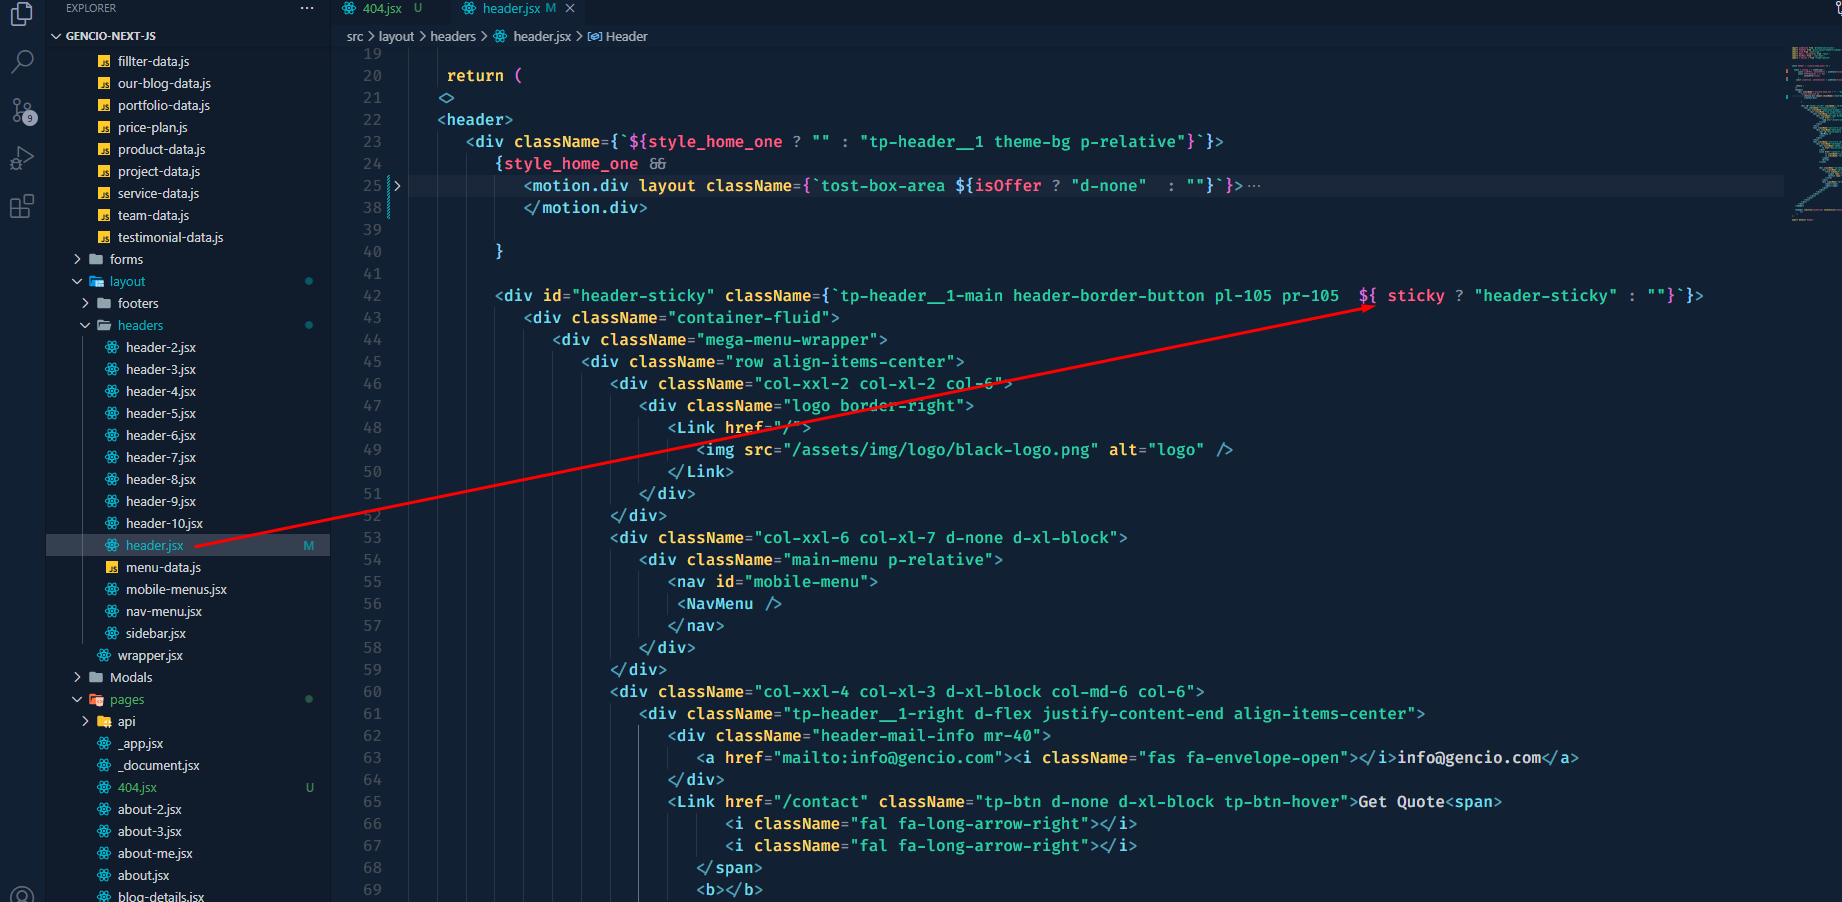 EXPLORER ···
GENCIO-NEXT-JS
fillter-data.js
our-blog-data.js
portfolio-data.js
price-plan.js
product-data.js
project-data.js
service-data.js
team-data.js
testimonial-data.js
forms
layout
footers
headers
header-2.jsx
header-3.jsx
header-4.jsx
header-5.jsx
header-6.jsx
header-7.jsx
header-8.jsx
header-9.jsx
header-10.jsx
header.jsx M
menu-data.js
mobile-menus.jsx
nav-menu.jsx
sidebar.jsx
wrapper.jsx
Modals
pages
api
_app.jsx
_document.jsx
404.jsx U
about-2.jsx
about-3.jsx
about-me.jsx
about.jsx
blog-details.jsx
9
404.jsx U header.jsx M
src > layout > headers > header.jsx > Header
19
20 return (
21 <>
22 <header>
23 <div className={`${style_home_one ? "" : "tp-header__1 theme-bg p-relative"}`}>
24 {style_home_one &&
25 <motion.div layout className={`tost-box-area ${isOffer ? "d-none"  : ""}`}> ···
38 </motion.div>
39
40 }
41
42 <div id="header-sticky" className={`tp-header__1-main header-border-button pl-105 pr-105  ${ sticky ? "header-sticky" : ""}`}>
43 <div className="container-fluid">
44 <div className="mega-menu-wrapper">
45 <div className="row align-items-center">
46 <div className="col-xxl-2 col-xl-2 col-6">
47 <div className="logo border-right">
48 <Link href="/">
49 <img src="/assets/img/logo/black-logo.png" alt="logo" />
50 </Link>
51 </div>
52 </div>
53 <div className="col-xxl-6 col-xl-7 d-none d-xl-block">
54 <div className="main-menu p-relative">
55 <nav id="mobile-menu">
56 <NavMenu />
57 </nav>
58 </div>
59 </div>
60 <div className="col-xxl-4 col-xl-3 d-xl-block col-md-6 col-6">
61 <div className="tp-header__1-right d-flex justify-content-end align-items-center">
62 <div className="header-mail-info mr-40">
63 <a href="mailto:info@gencio.com"><i className="fas fa-envelope-open"></i>info@gencio.com</a>
64 </div>
65 <Link href="/contact" className="tp-btn d-none d-xl-block tp-btn-hover">Get Quote<span>
66 <i className="fal fa-long-arrow-right"></i>
67 <i className="fal fa-long-arrow-right"></i>
68 </span>
69 <b></b>